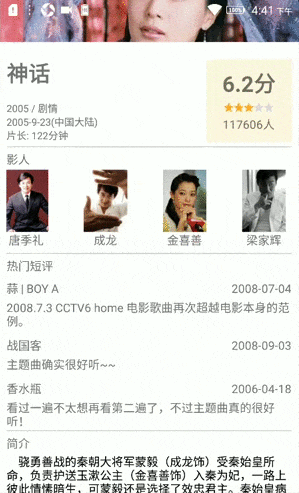 100%
4:41 下午
神话
6.2分
117606人
2005 / 剧情
2005-9-23(中国大陆)
片长: 122分钟
影人
唐季礼
成龙
金喜善
梁家辉
热门短评
蒜 | BOY A
2008-07-04
2008.7.3 CCTV6 home 电影歌曲再次超越电影本身的范
例。
战国客
2008-09-03
主题曲确实很好听~~
香水瓶
2006-04-18
看过一遍不太想再看第二遍了，不过主题曲真的很好
听！
简介
骁勇善战的秦朝大将军蒙毅（成龙饰）受秦始皇所
命，负责护送玉漱公主（金喜善饰）入秦为妃，一路上
彼此情愫暗生，可蒙毅还是选择了效忠君主。秦始皇病